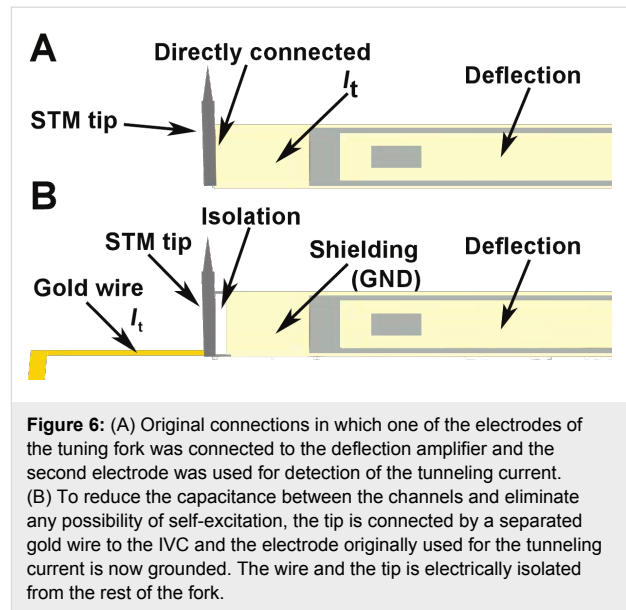 A
Directly connected
It
Deflection
STM tip
B
Isolation
STM tip
Shielding
(GND)
Deflection
Gold wire
It
Figure 6: (A) Original connections in which one of the electrodes of
the tuning fork was connected to the deflection amplifier and the
second electrode was used for detection of the tunneling current.
(B) To reduce the capacitance between the channels and eliminate
any possibility of self-excitation, the tip is connected by a separated
gold wire to the IVC and the electrode originally used for the tunneling
current is now grounded. The wire and the tip is electrically isolated
from the rest of the fork.